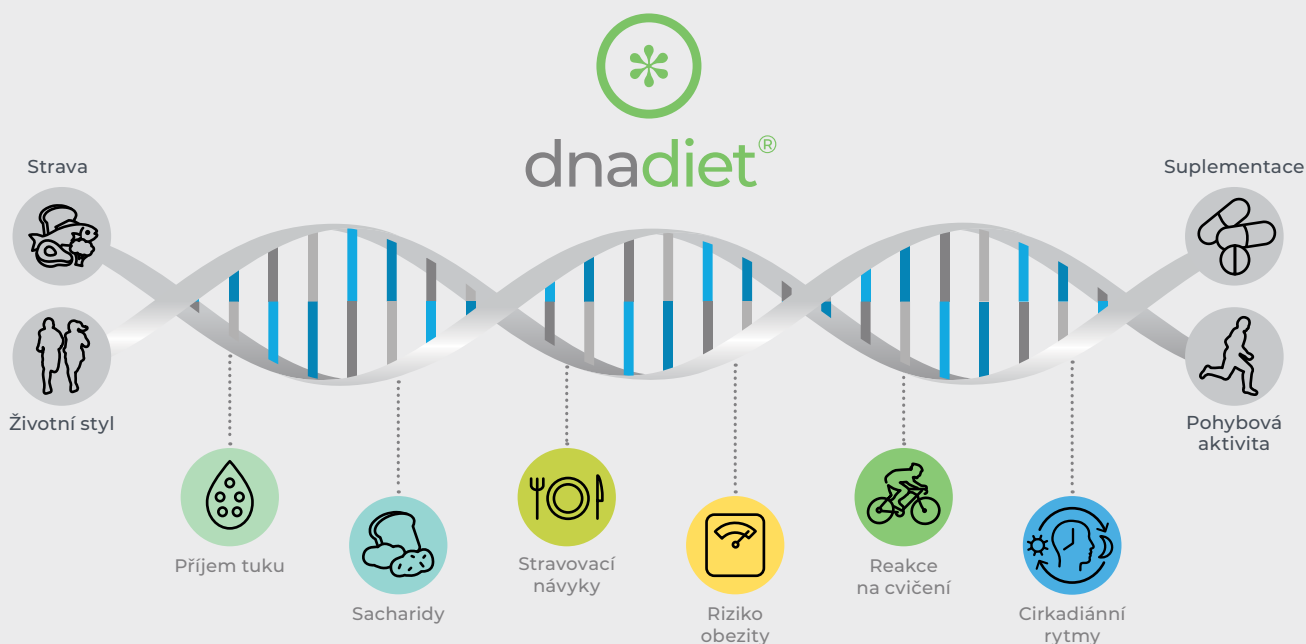 dnadiet®
Strava
Suplementace
Životní styl
Pohybová
aktivita
Příjem tuku
Sacharidy
Stravovací
návyky
Riziko
obezity
Reakce
na cvičení
Cirkadiánní
rytmy